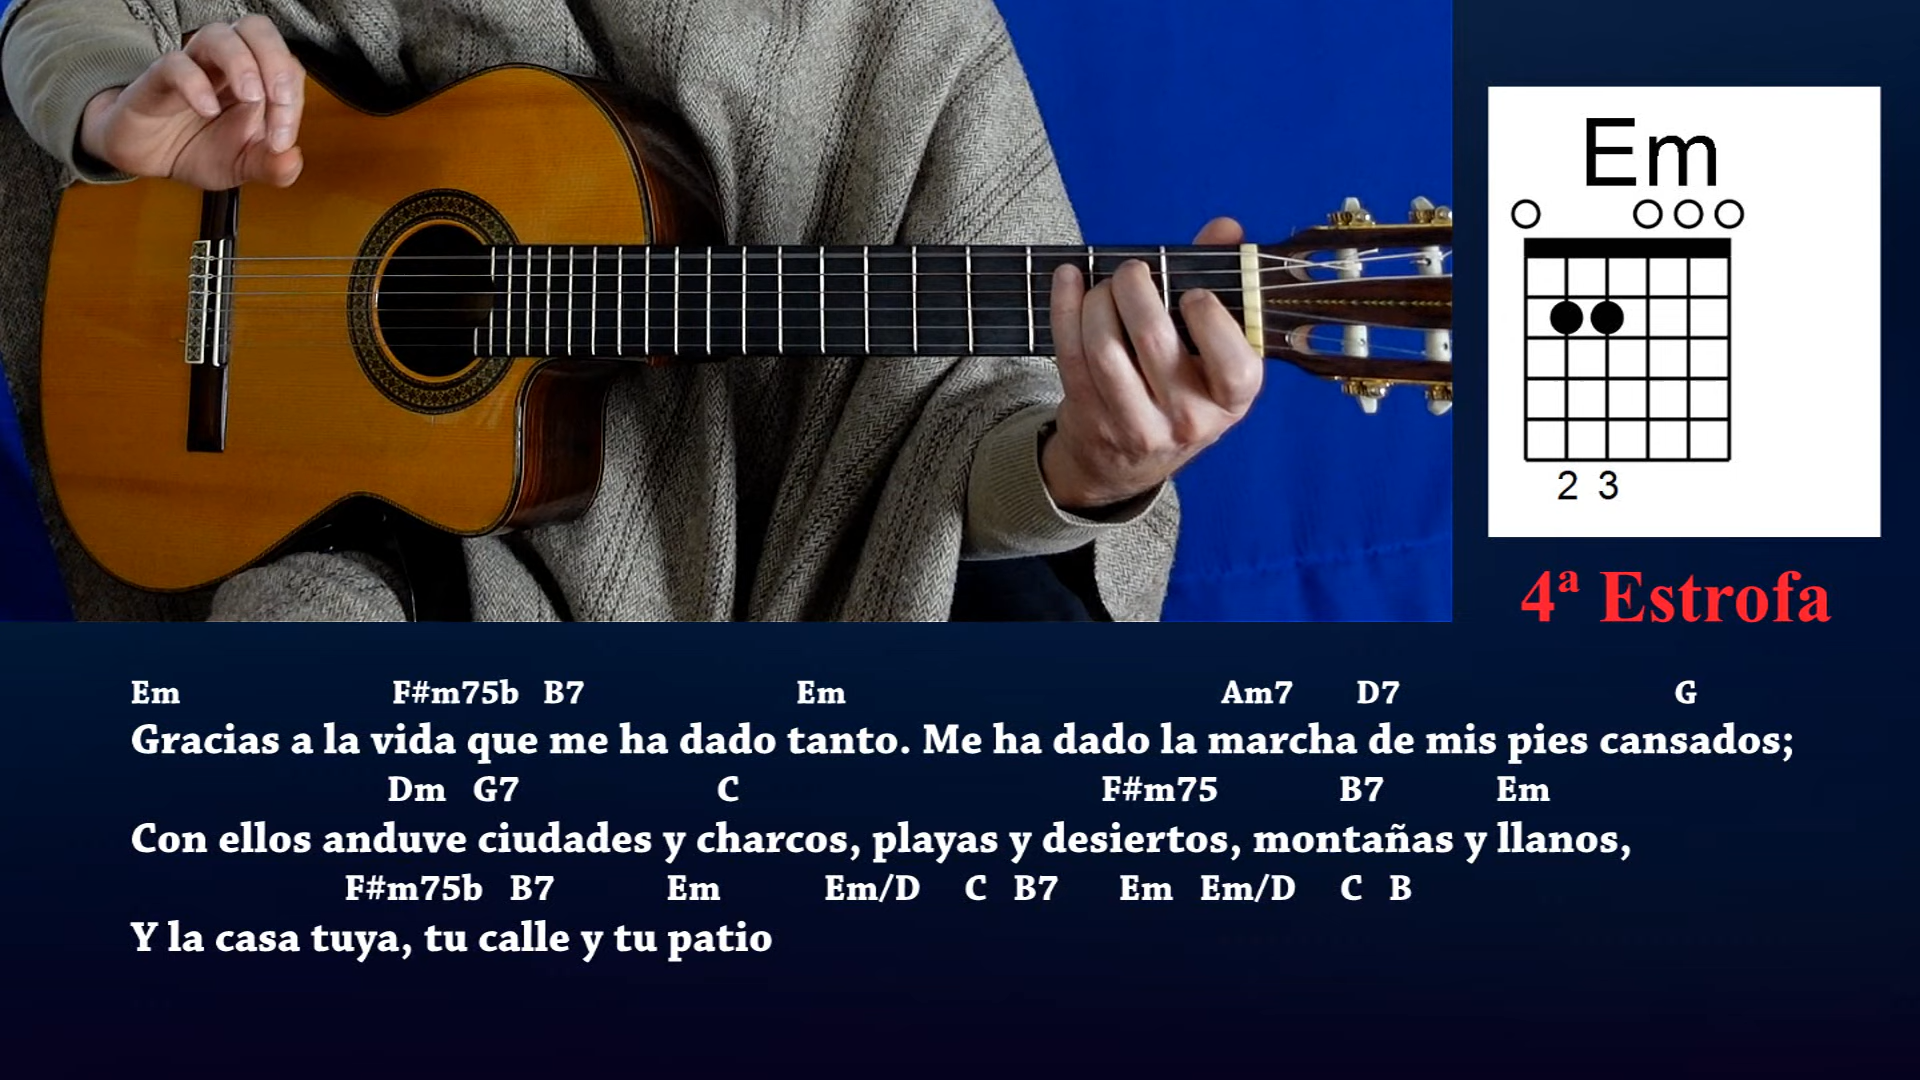 Em
2 3
4ª Estrofa
Em F#m75b B7 Em Am7 D7 G
Gracias a la vida que me ha dado tanto. Me ha dado la marcha de mis pies cansados;
Dm G7 C F#m75 B7 Em
Con ellos anduve ciudades y charcos, playas y desiertos, montañas y llanos,
F#m75b B7 Em Em/D C B7 Em Em/D C B
Y la casa tuya, tu calle y tu patio